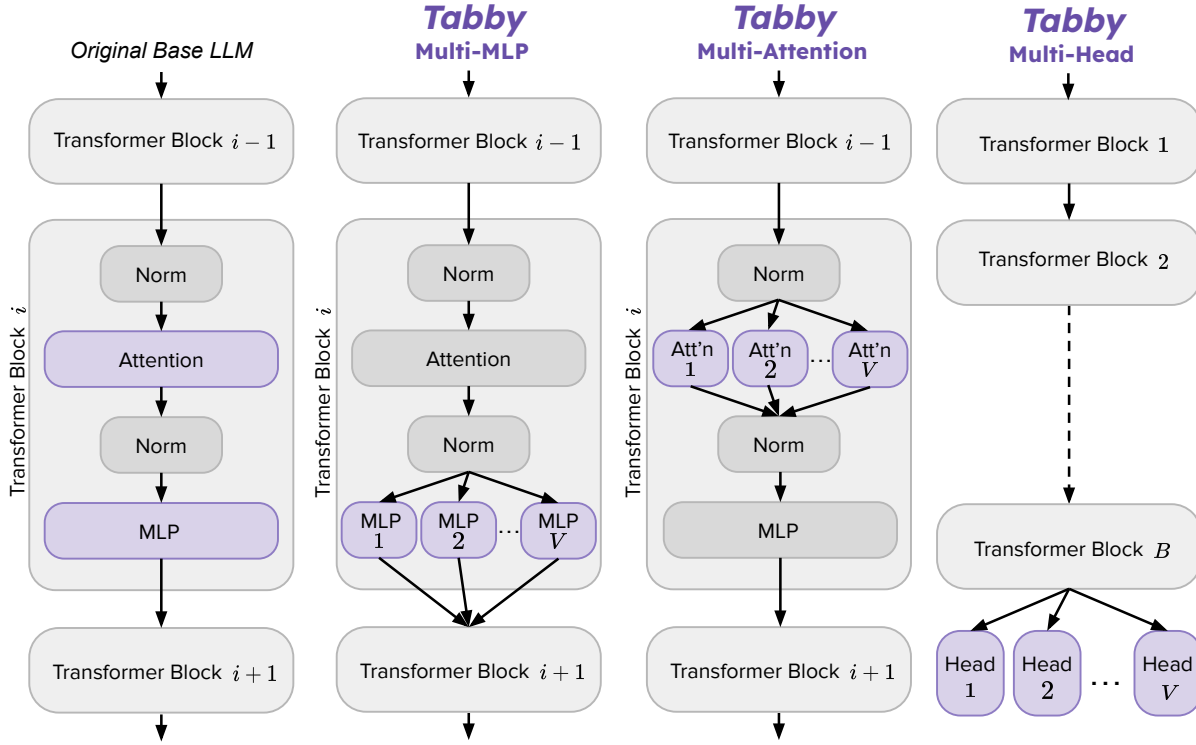 Original Base LLM
Transformer Block i − 1
Transformer Block i
Norm
Attention
Norm
MLP
Transformer Block i + 1
Tabby
Multi-MLP
Transformer Block i − 1
Transformer Block i
Norm
Attention
Norm
MLP
1
MLP
2
...
MLP
V
Transformer Block i + 1
Tabby
Multi-Attention
Transformer Block i − 1
Transformer Block i
Norm
Att'n
1
Att'n
2
...
Att'n
V
Norm
MLP
Transformer Block i + 1
Tabby
Multi-Head
Transformer Block 1
Transformer Block 2
Transformer Block B
Head
1
Head
2
...
Head
V